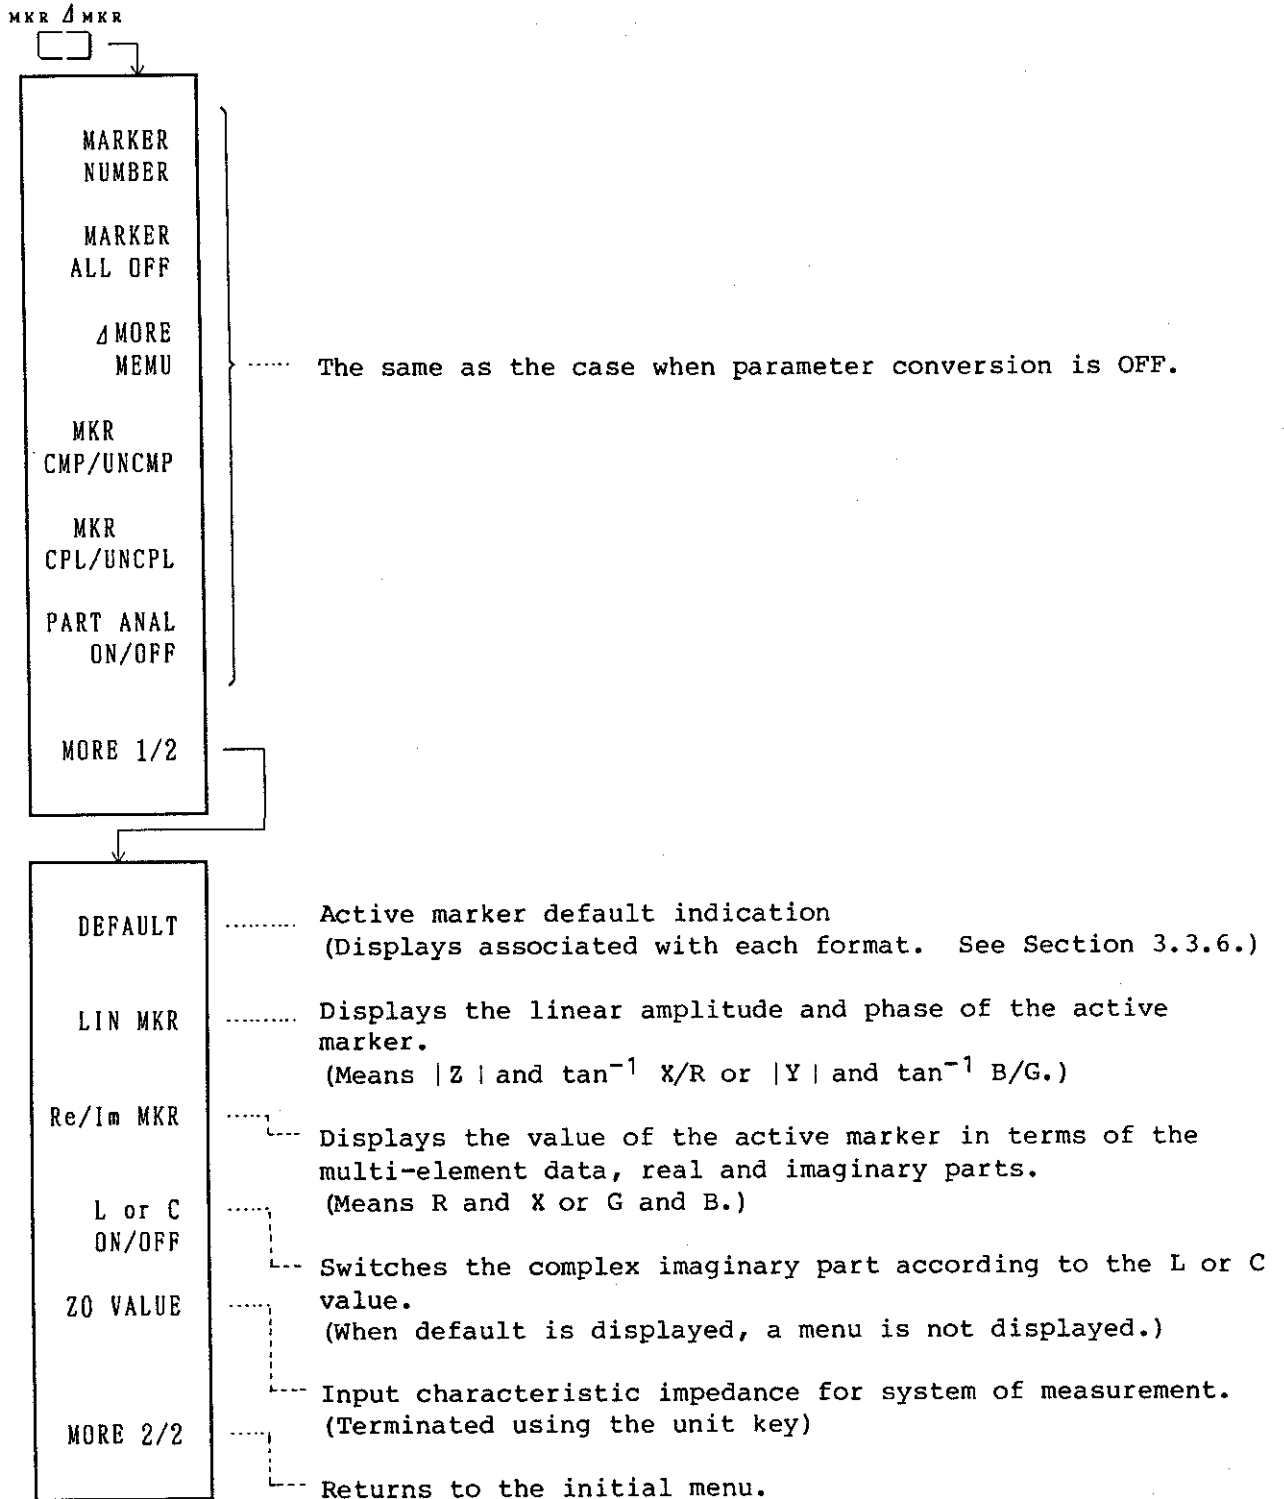 MKR ⊿ MKR
MARKER
NUMBER
MARKER
ALL OFF
⊿MORE
MEMU
The same as the case when parameter conversion is OFF.
MKR
CMP/UNCMP
MKR
CPL/UNCPL
PART ANAL
ON/OFF
MORE 1/2
DEFAULT
Active marker default indication
(Displays associated with each format. See Section 3.3.6.)
LIN MKR
Displays the linear amplitude and phase of the active
marker.
(Means |Z| and tan⁻¹ X/R or |Y| and tan⁻¹ B/G.)
Re/Im MKR
Displays the value of the active marker in terms of the
multi-element data, real and imaginary parts.
(Means R and X or G and B.)
L or C
ON/OFF
Switches the complex imaginary part according to the L or C
value.
(When default is displayed, a menu is not displayed.)
ZO VALUE
Input characteristic impedance for system of measurement.
(Terminated using the unit key)
MORE 2/2
Returns to the initial menu.